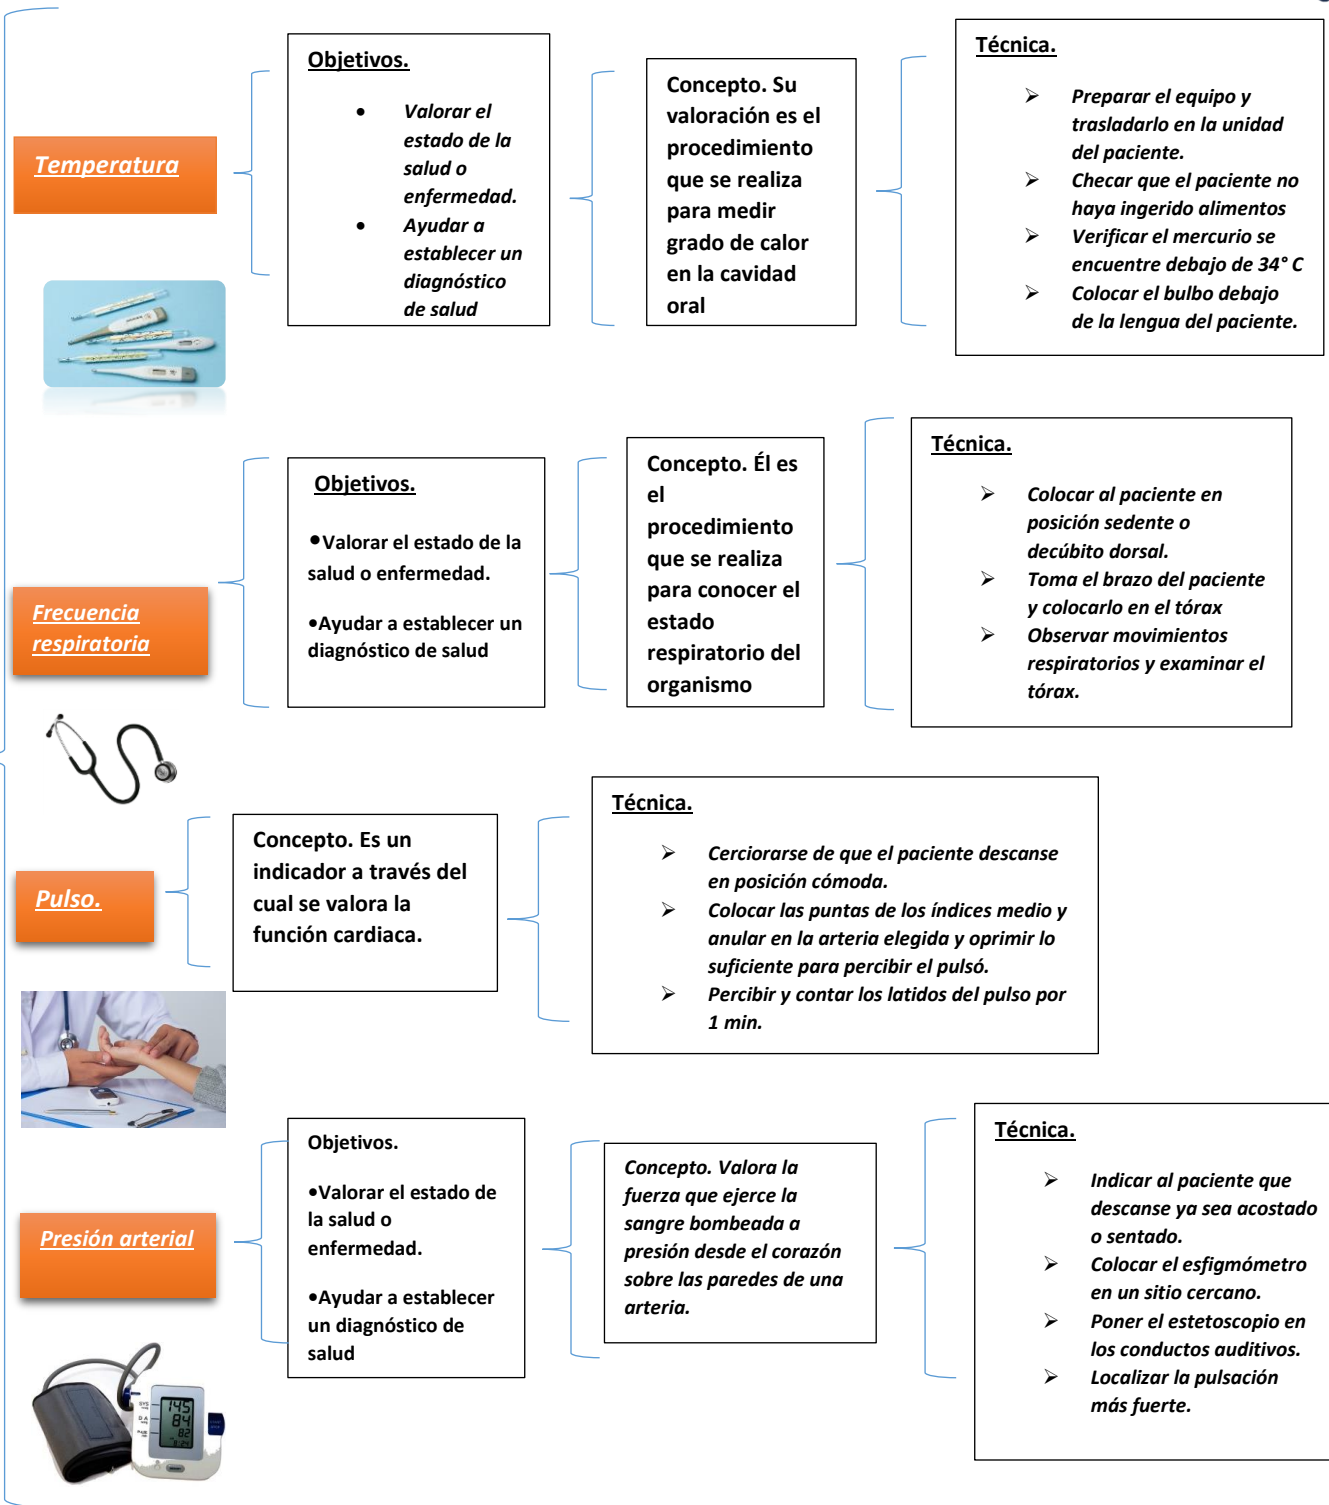 Temperatura
Objetivos.
• Valorar el
estado de la
salud o
enfermedad.
• Ayudar a
establecer un
diagnóstico
de salud
Concepto. Su
valoración es el
procedimiento
que se realiza
para medir
grado de calor
en la cavidad
oral
Técnica.
➢ Preparar el equipo y
trasladarlo en la unidad
del paciente.
➢ Checar que el paciente no
haya ingerido alimentos
➢ Verificar el mercurio se
encuentre debajo de 34° C
➢ Colocar el bulbo debajo
de la lengua del paciente.
Frecuencia
respiratoria
Objetivos.
•Valorar el estado de la
salud o enfermedad.
•Ayudar a establecer un
diagnóstico de salud
Concepto. Él es
el
procedimiento
que se realiza
para conocer el
estado
respiratorio del
organismo
Técnica.
➢ Colocar al paciente en
posición sedente o
decúbito dorsal.
➢ Toma el brazo del paciente
y colocarlo en el tórax
➢ Observar movimientos
respiratorios y examinar el
tórax.
Pulso.
Concepto. Es un
indicador a través del
cual se valora la
función cardiaca.
Técnica.
➢ Cerciorarse de que el paciente descanse
en posición cómoda.
➢ Colocar las puntas de los índices medio y
anular en la arteria elegida y oprimir lo
suficiente para percibir el pulsó.
➢ Percibir y contar los latidos del pulso por
1 min.
Presión arterial
Objetivos.
•Valorar el estado de
la salud o
enfermedad.
•Ayudar a establecer
un diagnóstico de
salud
Concepto. Valora la
fuerza que ejerce la
sangre bombeada a
presión desde el corazón
sobre las paredes de una
arteria.
Técnica.
➢ Indicar al paciente que
descanse ya sea acostado
o sentado.
➢ Colocar el esfigmómetro
en un sitio cercano.
➢ Poner el estetoscopio en
los conductos auditivos.
➢ Localizar la pulsación
más fuerte.
145
84
82